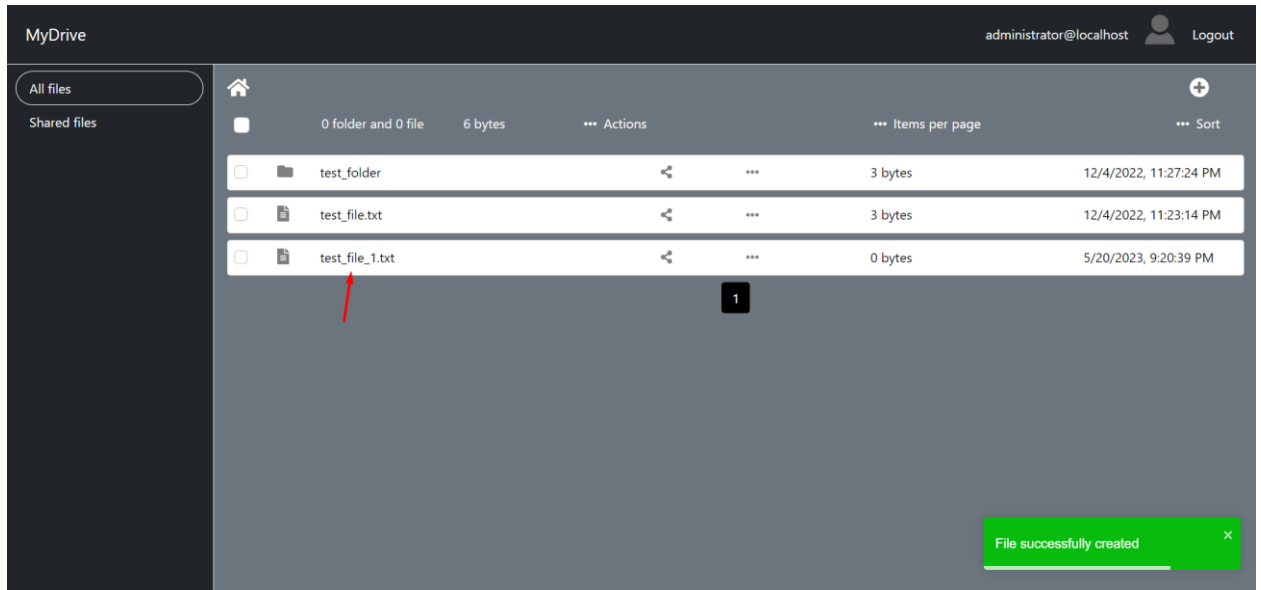 MyDrive administrator@localhost Logout
All files
Shared files
0 folder and 0 file 6 bytes ••• Actions ••• Items per page ••• Sort
test_folder ••• 3 bytes 12/4/2022, 11:27:24 PM
test_file.txt ••• 3 bytes 12/4/2022, 11:23:14 PM
test_file_1.txt ••• 0 bytes 5/20/2023, 9:20:39 PM
1
File successfully created ×